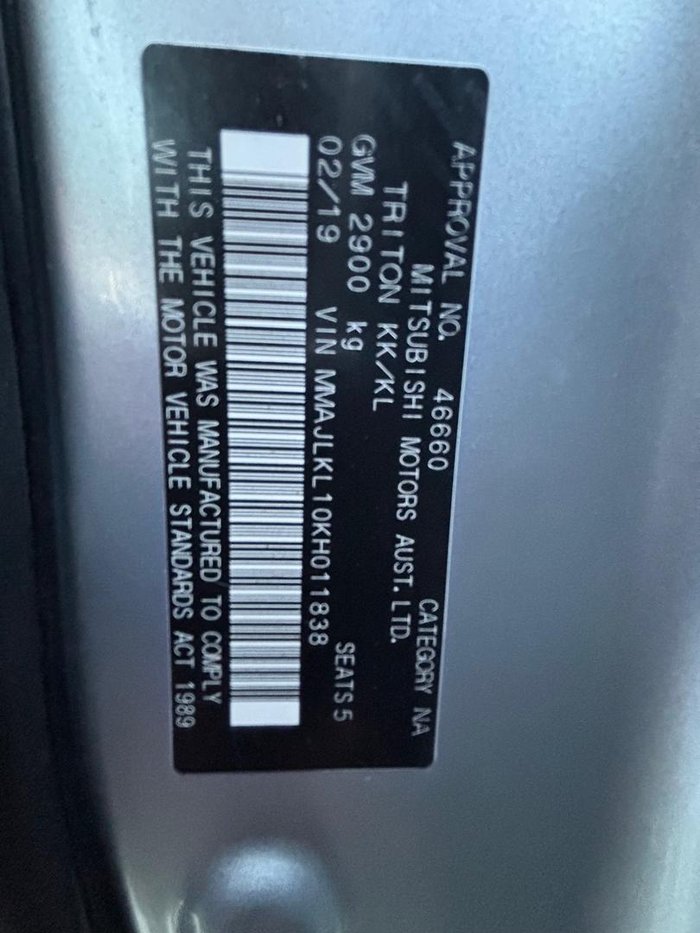 APPROVAL NO. 46660 CATEGORY NA
MITSUBISHI MOTORS AUST.LTD.
TRITON KK/KL
GVM 2900 kg SEATS 5
02/19 VIN MMAJLKL10KH011838
THIS VEHICLE WAS MANUFACTURED TO COMPLY
WITH THE MOTOR VEHICLE STANDARDS ACT 1989